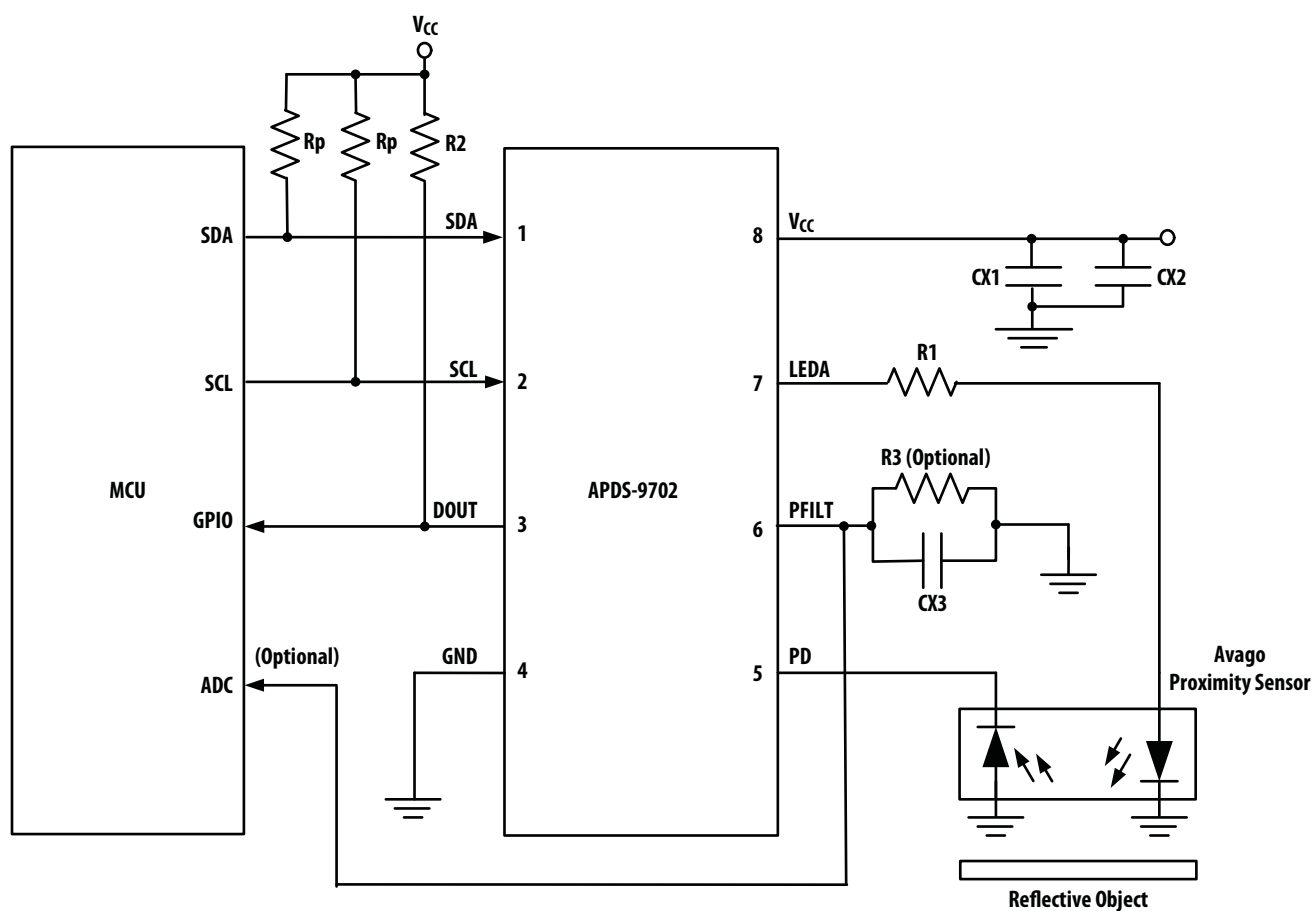 VCC
Rp
Rp
R2
SDA
SDA
1
8
VCC
CX1
CX2
SCL
SCL
2
7
LEDA
R1
MCU
APDS-9702
R3 (Optional)
GPIO
DOUT
3
6
PFILT
CX3
(Optional)
ADC
GND
4
5
PD
Avago
Proximity Sensor
Reflective Object